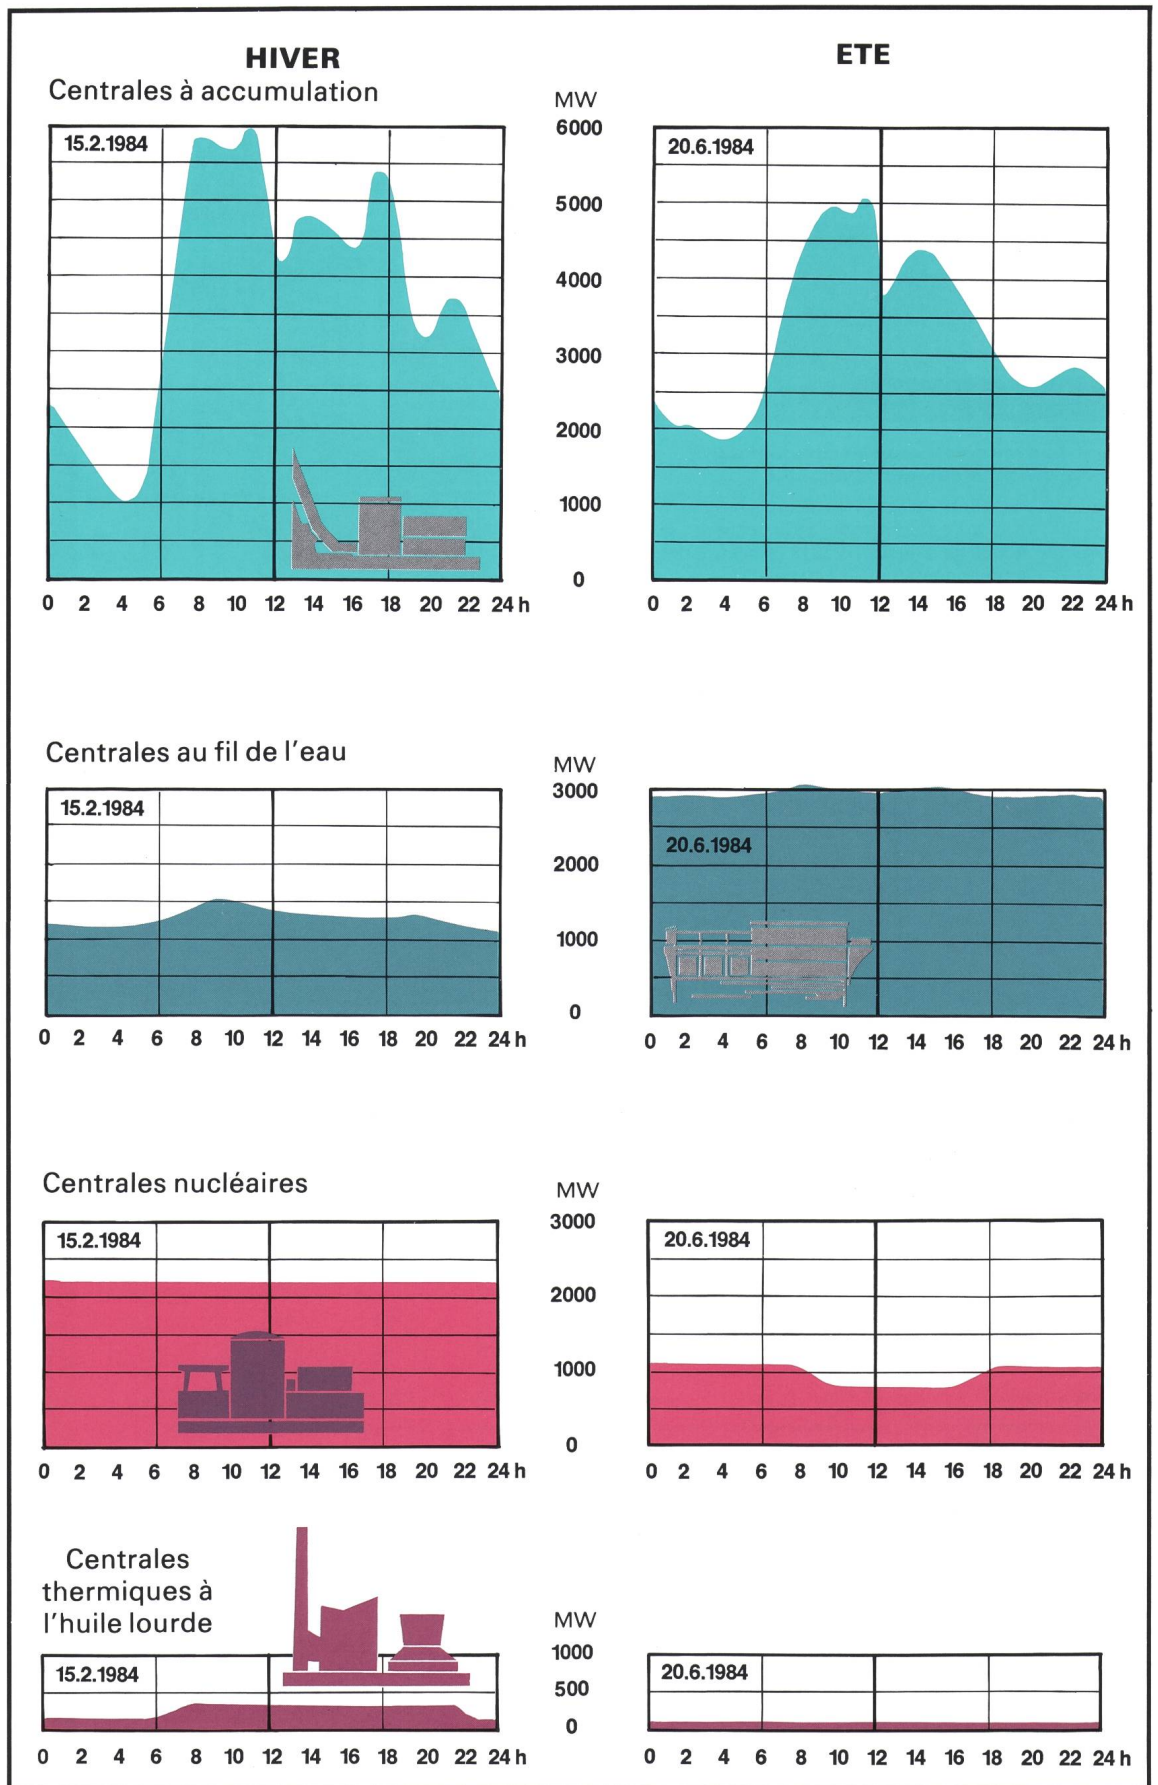 HIVER
ETE
Centrales à accumulation
MW
15.2.1984
20.6.1984
6000
5000
4000
3000
2000
1000
0
0 2 4 6 8 10 12 14 16 18 20 22 24 h
0 2 4 6 8 10 12 14 16 18 20 22 24 h
Centrales au fil de l'eau
MW
15.2.1984
20.6.1984
3000
2000
1000
0
0 2 4 6 8 10 12 14 16 18 20 22 24 h
0 2 4 6 8 10 12 14 16 18 20 22 24 h
Centrales nucléaires
MW
15.2.1984
20.6.1984
3000
2000
1000
0
0 2 4 6 8 10 12 14 16 18 20 22 24 h
0 2 4 6 8 10 12 14 16 18 20 22 24 h
Centrales
thermiques à
l'huile lourde
MW
15.2.1984
20.6.1984
1000
500
0
0 2 4 6 8 10 12 14 16 18 20 22 24 h
0 2 4 6 8 10 12 14 16 18 20 22 24 h